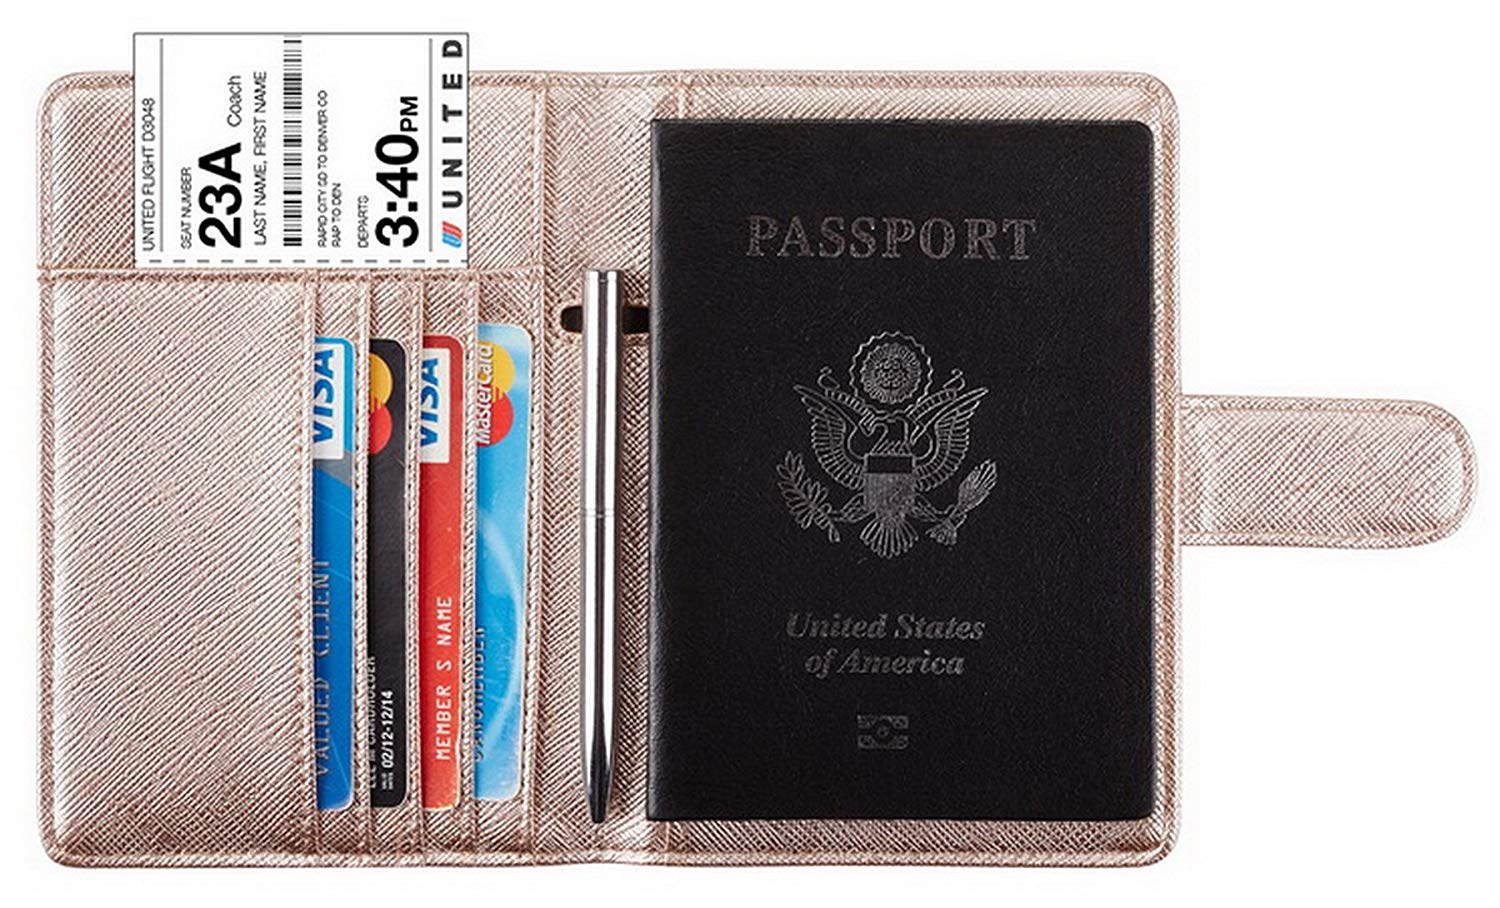 UNITED FLIGHT D3048
SEAT NUMBER
23A Coach
LAST NAME, FIRST NAME
RAPID CITY GO TO DENVER CO
RAP TO DEN
DEPARTS
3:40PM
UNITED
VISA
VALUED CLIENT
CARDHOLDER
02/12-12/14
VISA
MEMBER S NAME
MasterCard
PASSPORT
United States
of America